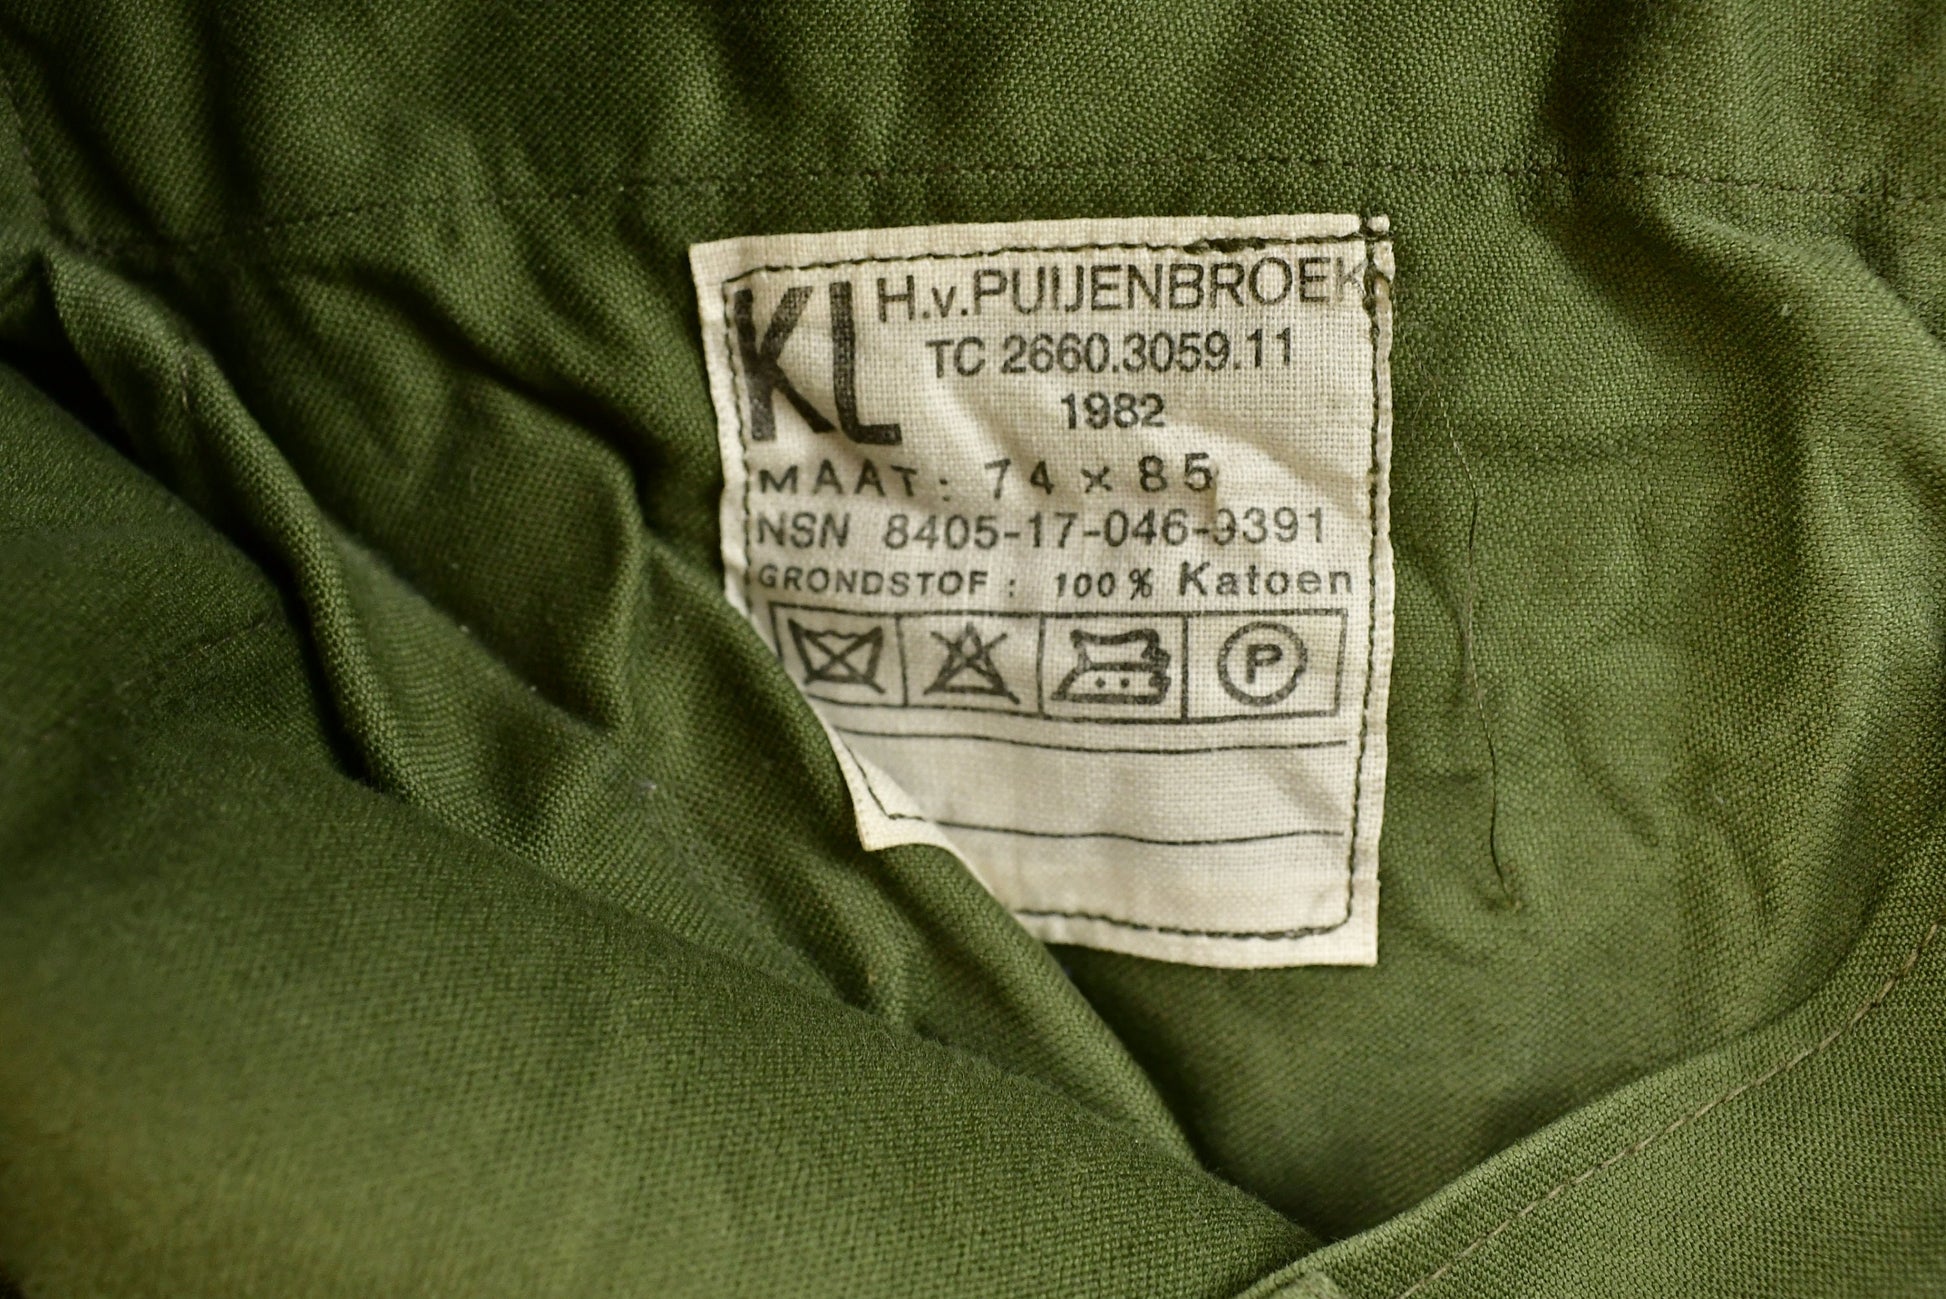 KL H.v.PUIJENBROEK
TC 2660.3059.11
1982
MAAT: 74 x 85
NSN 8405-17-046-9391
GRONDSTOF: 100% Katoen
P